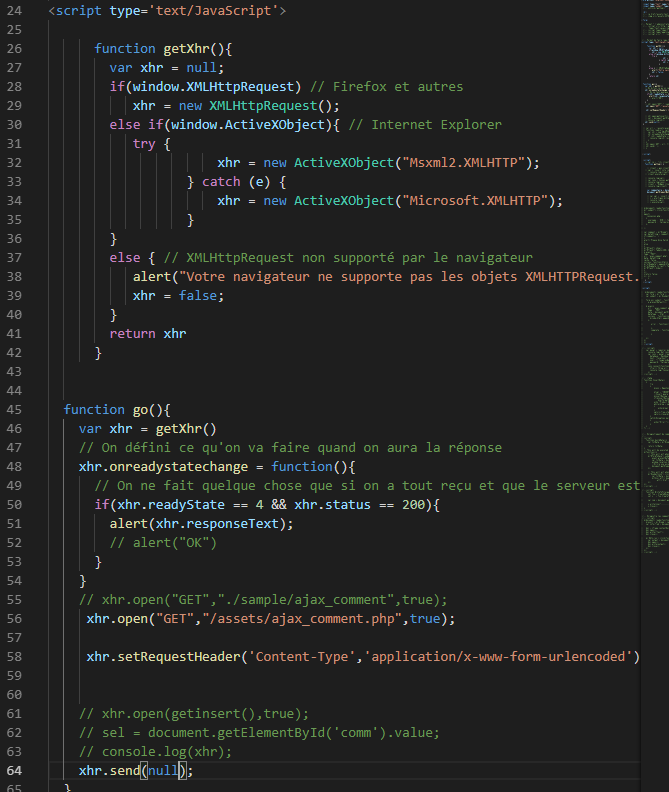 24 <script type='text/JavaScript'>
25
26 function getXhr(){
27 var xhr = null;
28 if(window.XMLHttpRequest) // Firefox et autres
29 xhr = new XMLHttpRequest();
30 else if(window.ActiveXObject){ // Internet Explorer
31 try {
32 xhr = new ActiveXObject("Msxml2.XMLHTTP");
33 } catch (e) {
34 xhr = new ActiveXObject("Microsoft.XMLHTTP");
35 }
36 }
37 else { // XMLHttpRequest non supporté par le navigateur
38 alert("Votre navigateur ne supporte pas les objets XMLHTTPRequest.
39 xhr = false;
40 }
41 return xhr
42 }
43
44
45 function go(){
46 var xhr = getXhr()
47 // On défini ce qu'on va faire quand on aura la réponse
48 xhr.onreadystatechange = function(){
49 // On ne fait quelque chose que si on a tout reçu et que le serveur est
50 if(xhr.readyState == 4 && xhr.status == 200){
51 alert(xhr.responseText);
52 // alert("OK")
53 }
54 }
55 // xhr.open("GET","./sample/ajax_comment",true);
56 xhr.open("GET","/assets/ajax_comment.php",true);
57
58 xhr.setRequestHeader('Content-Type','application/x-www-form-urlencoded')
59
60
61 // xhr.open(getinsert(),true);
62 // sel = document.getElementById('comm').value;
63 // console.log(xhr);
64 xhr.send(null);
65 }